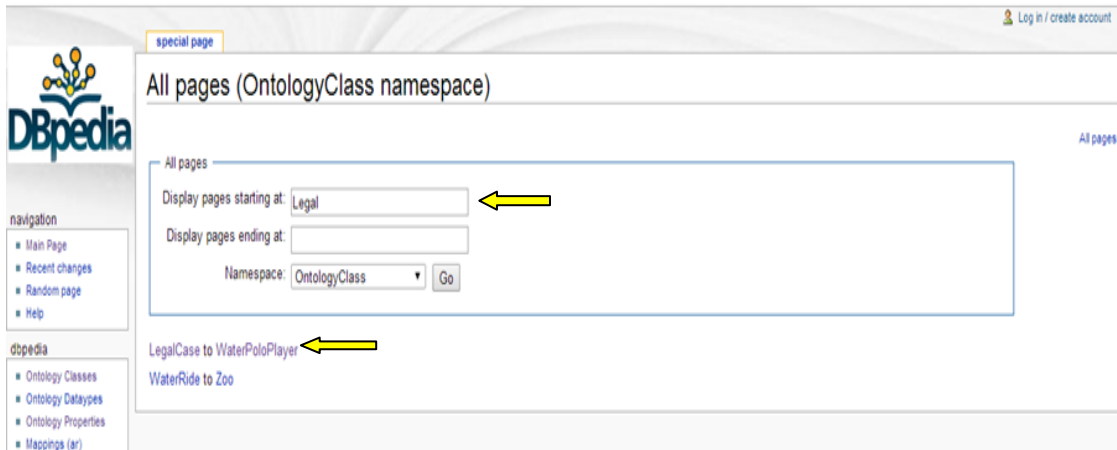 Log in / create account
special page
DBpedia
All pages (OntologyClass namespace)
All pages
All pages
Display pages starting at: Legal
Display pages ending at:
Namespace: OntologyClass Go
navigation
Main Page
Recent changes
Random page
Help
LegalCase to WaterPoloPlayer
WaterRide to Zoo
dbpedia
Ontology Classes
Ontology Datatypes
Ontology Properties
Mappings (ar)